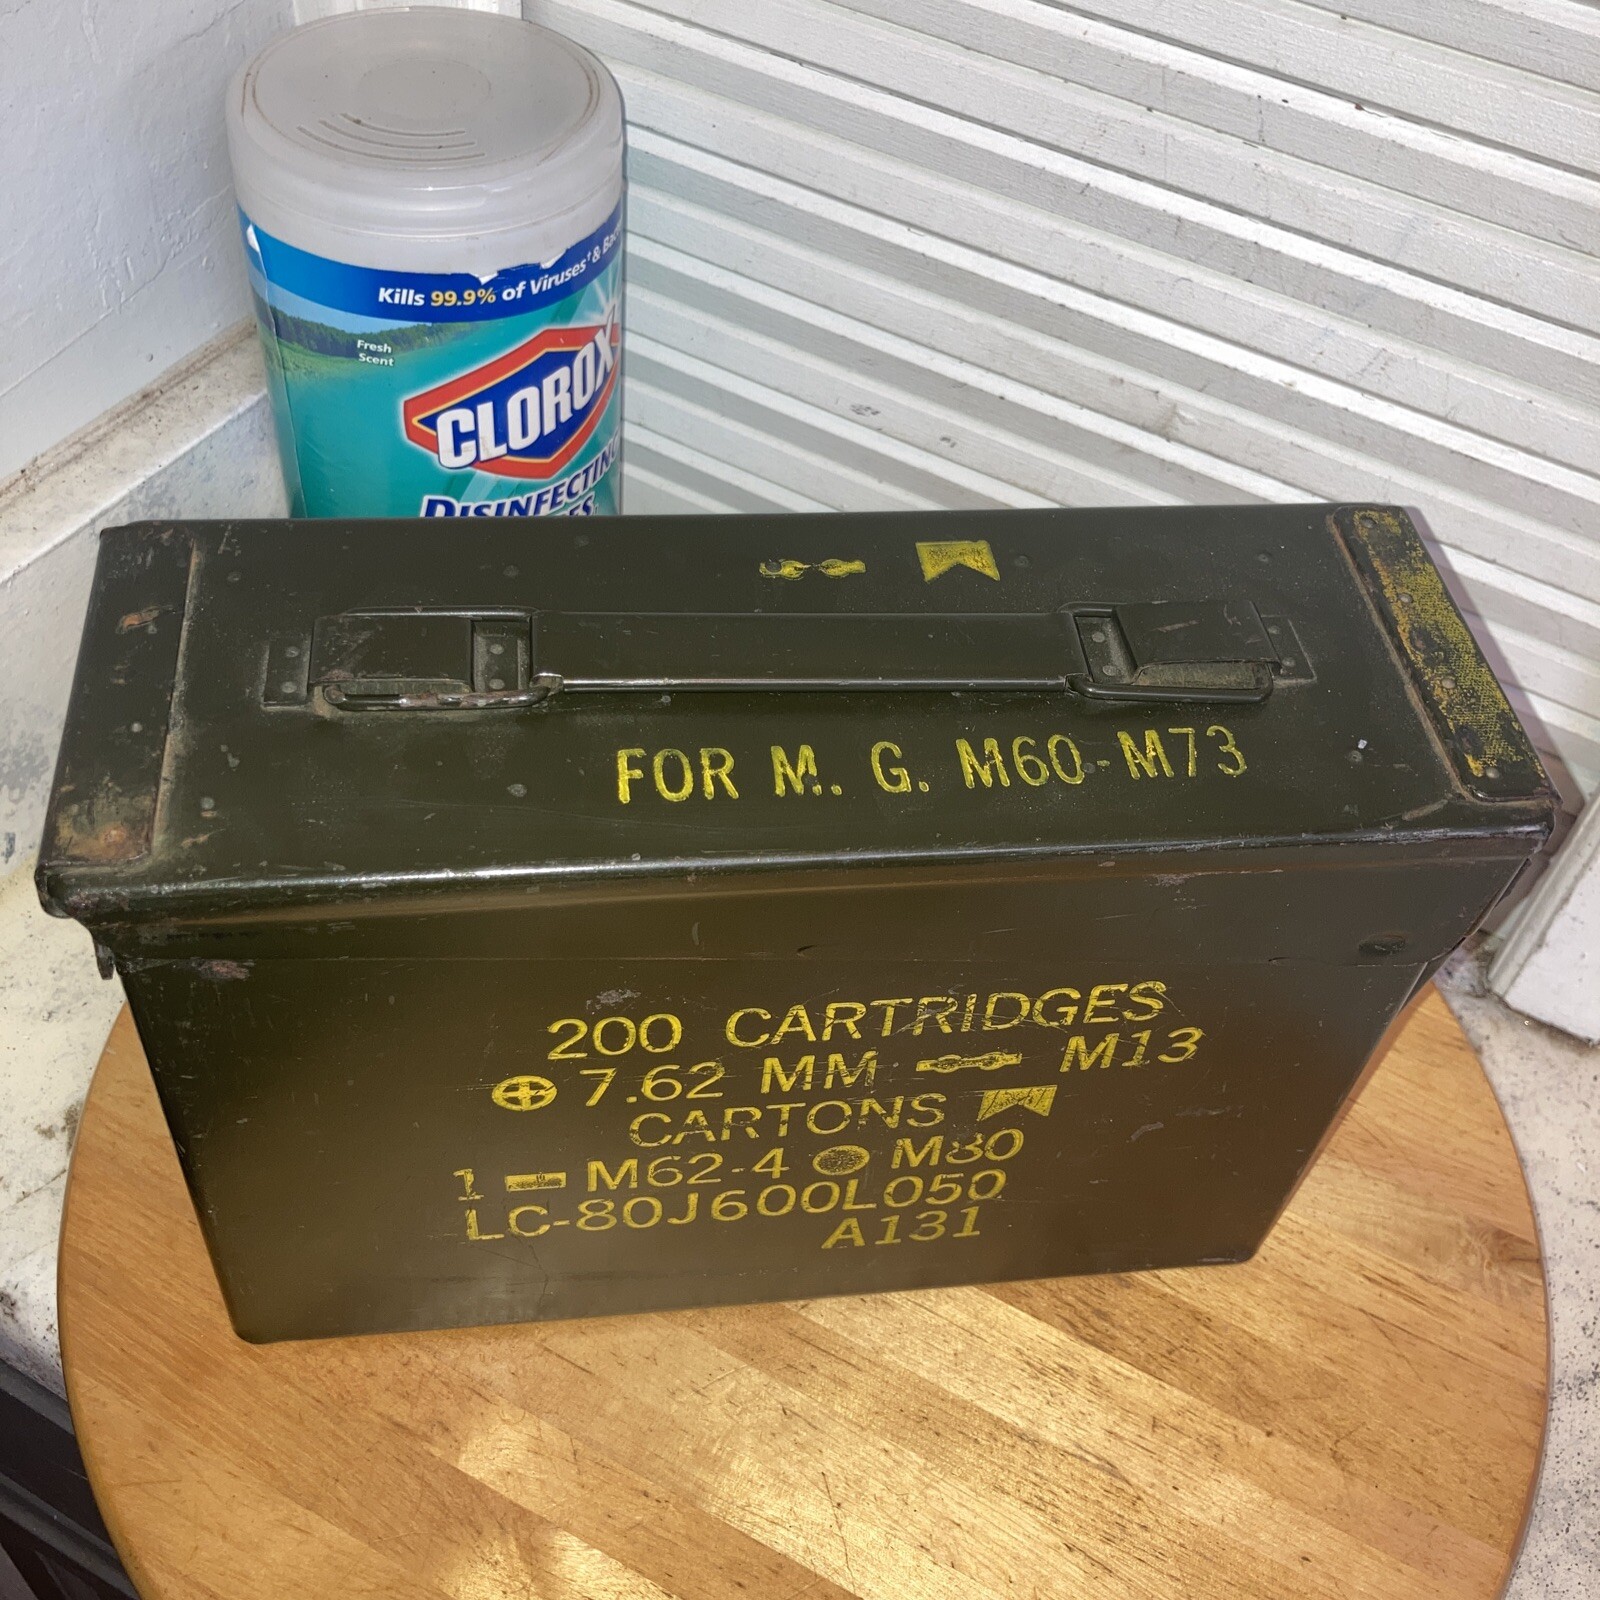 Kills 99.9% of Viruses† &
Fresh
Scent
CLOROX
DISINFECTING
FOR M. G. M60-M73
200 CARTRIDGES
7.62 MM M13
CARTONS
1 M62-4 M80
LC-80J600L050
A131